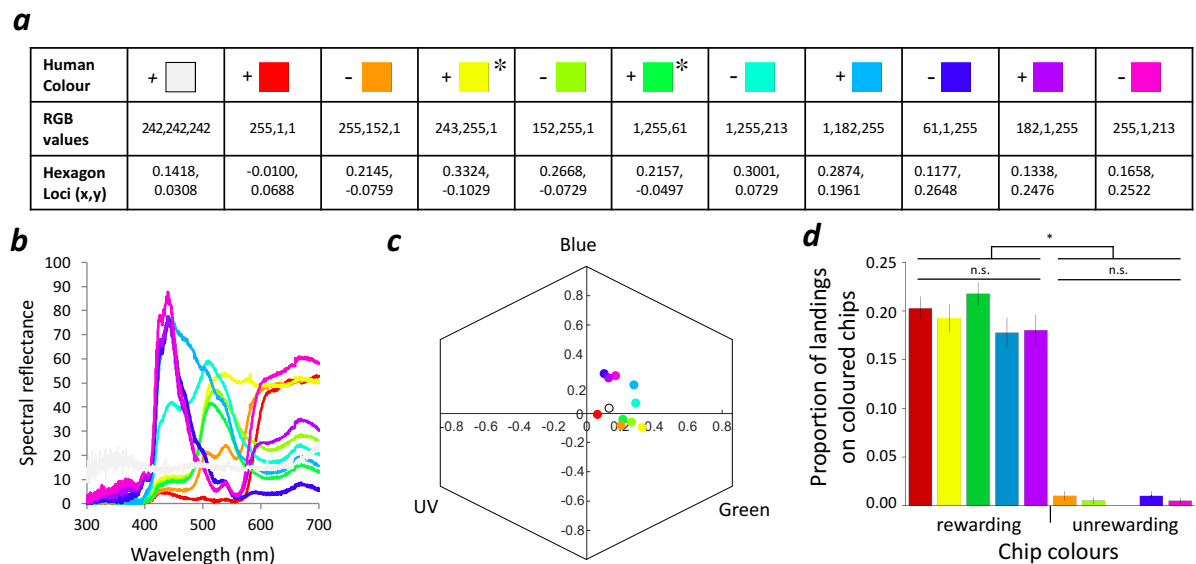 a
Human Colour + + - + * - + * - + - + -
RGB values 242,242,242 255,1,1 255,152,1 243,255,1 152,255,1 1,255,61 1,255,213 1,182,255 61,1,255 182,1,255 255,1,213
Hexagon Loci (x,y) 0.1418, 0.0308 -0.0100, 0.0688 0.2145, -0.0759 0.3324, -0.1029 0.2668, -0.0729 0.2157, -0.0497 0.3001, 0.0729 0.2874, 0.1961 0.1177, 0.2648 0.1338, 0.2476 0.1658, 0.2522
b
Spectral reflectance
100
90
80
70
60
50
40
30
20
10
0
300 400 500 600 700
Wavelength (nm)
c
Blue
0.8
0.6
0.4
0.2
0
-0.2
-0.4
-0.6
-0.8
-0.8 -0.6 -0.4 -0.2 0 0.2 0.4 0.6 0.8
UV
Green
d
Proportion of landings
on coloured chips
0.25
0.20
0.15
0.10
0.05
0.00
*
n.s. n.s.
rewarding unrewarding
Chip colours